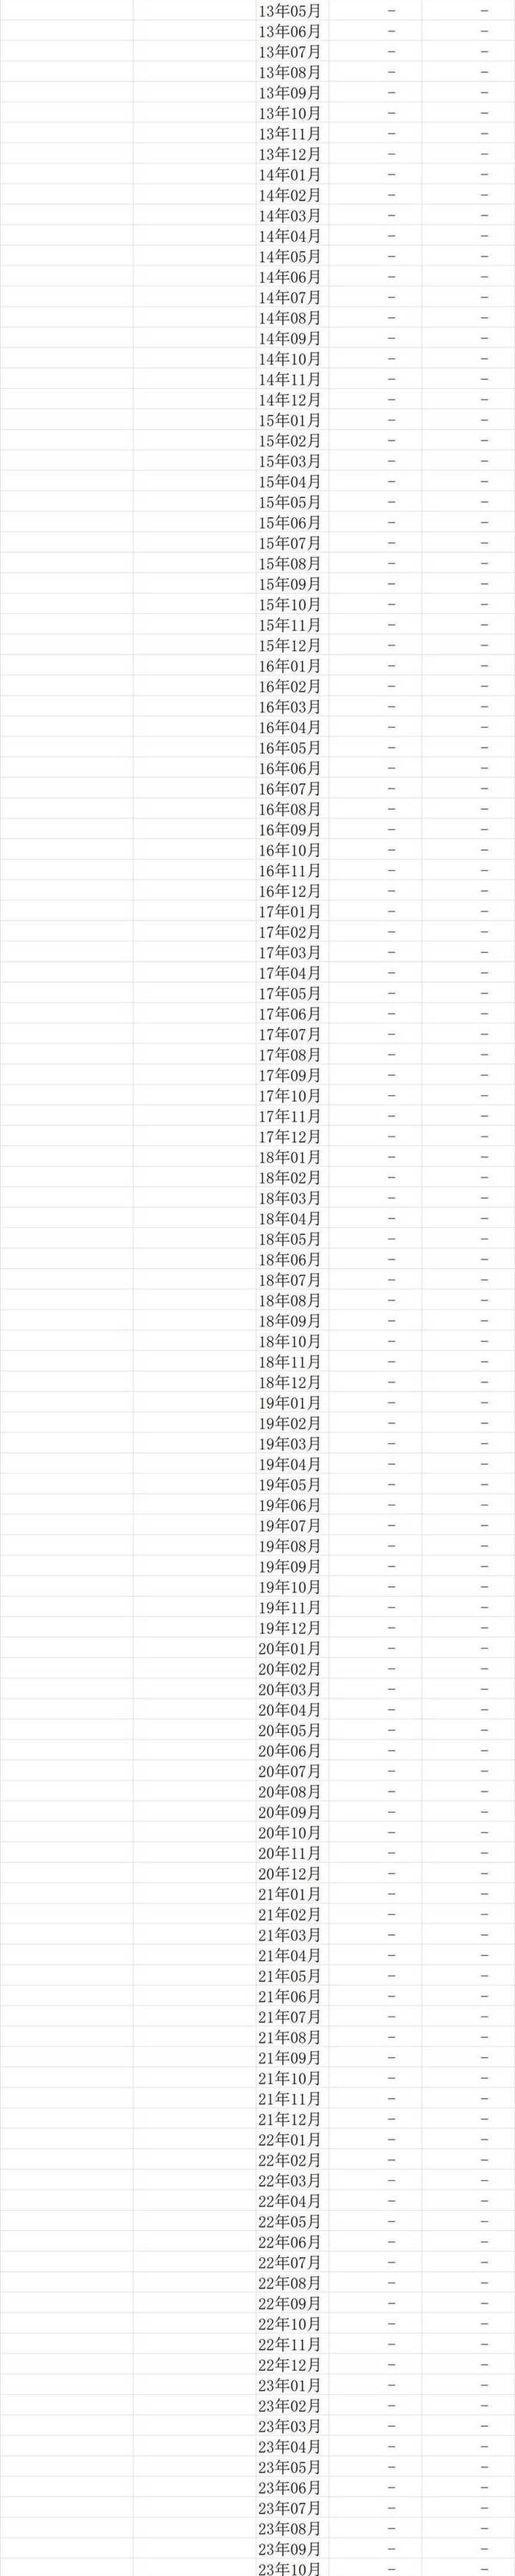 13年05月 - -
13年06月 - -
13年07月 - -
13年08月 - -
13年09月 - -
13年10月 - -
13年11月 - -
13年12月 - -
14年01月 - -
14年02月 - -
14年03月 - -
14年04月 - -
14年05月 - -
14年06月 - -
14年07月 - -
14年08月 - -
14年09月 - -
14年10月 - -
14年11月 - -
14年12月 - -
15年01月 - -
15年02月 - -
15年03月 - -
15年04月 - -
15年05月 - -
15年06月 - -
15年07月 - -
15年08月 - -
15年09月 - -
15年10月 - -
15年11月 - -
15年12月 - -
16年01月 - -
16年02月 - -
16年03月 - -
16年04月 - -
16年05月 - -
16年06月 - -
16年07月 - -
16年08月 - -
16年09月 - -
16年10月 - -
16年11月 - -
16年12月 - -
17年01月 - -
17年02月 - -
17年03月 - -
17年04月 - -
17年05月 - -
17年06月 - -
17年07月 - -
17年08月 - -
17年09月 - -
17年10月 - -
17年11月 - -
17年12月 - -
18年01月 - -
18年02月 - -
18年03月 - -
18年04月 - -
18年05月 - -
18年06月 - -
18年07月 - -
18年08月 - -
18年09月 - -
18年10月 - -
18年11月 - -
18年12月 - -
19年01月 - -
19年02月 - -
19年03月 - -
19年04月 - -
19年05月 - -
19年06月 - -
19年07月 - -
19年08月 - -
19年09月 - -
19年10月 - -
19年11月 - -
19年12月 - -
20年01月 - -
20年02月 - -
20年03月 - -
20年04月 - -
20年05月 - -
20年06月 - -
20年07月 - -
20年08月 - -
20年09月 - -
20年10月 - -
20年11月 - -
20年12月 - -
21年01月 - -
21年02月 - -
21年03月 - -
21年04月 - -
21年05月 - -
21年06月 - -
21年07月 - -
21年08月 - -
21年09月 - -
21年10月 - -
21年11月 - -
21年12月 - -
22年01月 - -
22年02月 - -
22年03月 - -
22年04月 - -
22年05月 - -
22年06月 - -
22年07月 - -
22年08月 - -
22年09月 - -
22年10月 - -
22年11月 - -
22年12月 - -
23年01月 - -
23年02月 - -
23年03月 - -
23年04月 - -
23年05月 - -
23年06月 - -
23年07月 - -
23年08月 - -
23年09月 - -
23年10月 - -